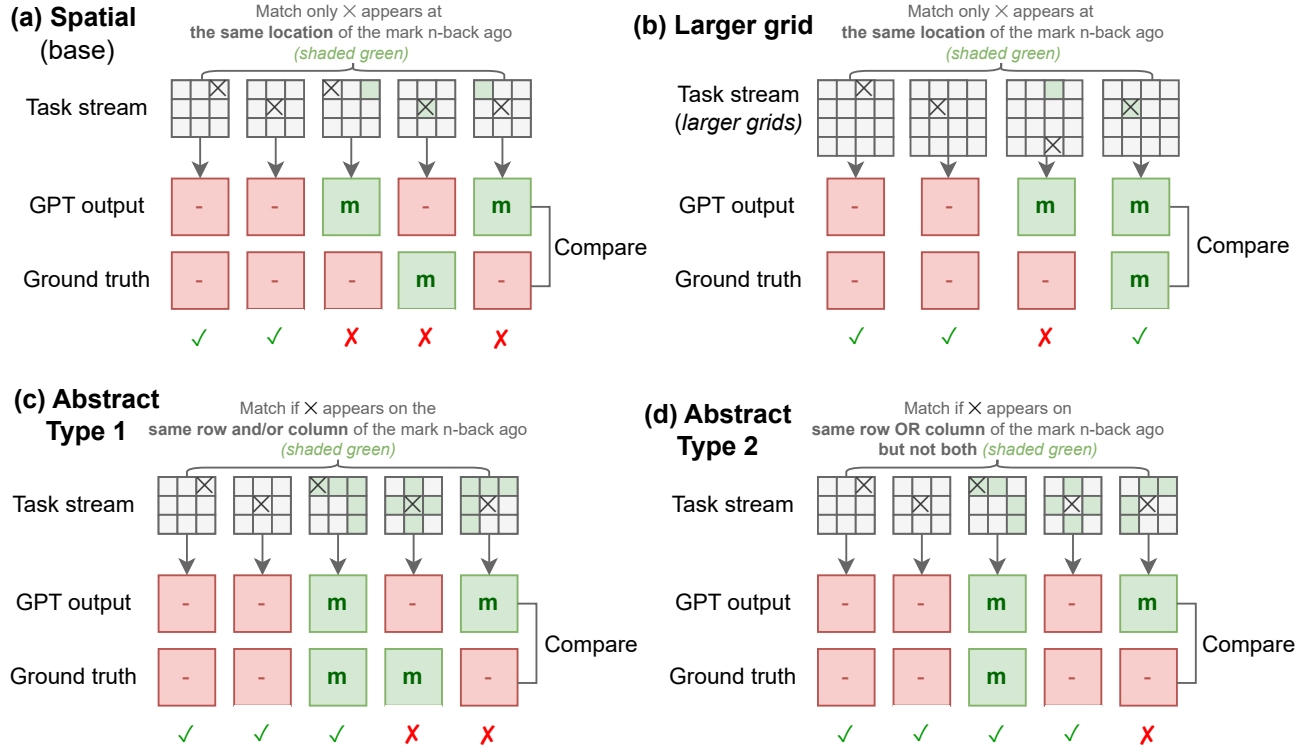 (a) Spatial
(base)
Match only ✕ appears at
the same location of the mark n-back ago
(shaded green)
Task stream
GPT output
- - m - m
Compare
Ground truth
- - - m -
✓ ✓ ✗ ✗ ✗
(b) Larger grid
Match only ✕ appears at
the same location of the mark n-back ago
(shaded green)
Task stream
(larger grids)
GPT output
- - m m
Compare
Ground truth
- - - m
✓ ✓ ✗ ✓
(c) Abstract
Type 1
Match if ✕ appears on the
same row and/or column of the mark n-back ago
(shaded green)
Task stream
GPT output
- - m - m
Compare
Ground truth
- - m m -
✓ ✓ ✓ ✗ ✗
(d) Abstract
Type 2
Match if ✕ appears on
same row OR column of the mark n-back ago
but not both (shaded green)
Task stream
GPT output
- - m - m
Compare
Ground truth
- - m - -
✓ ✓ ✓ ✓ ✗